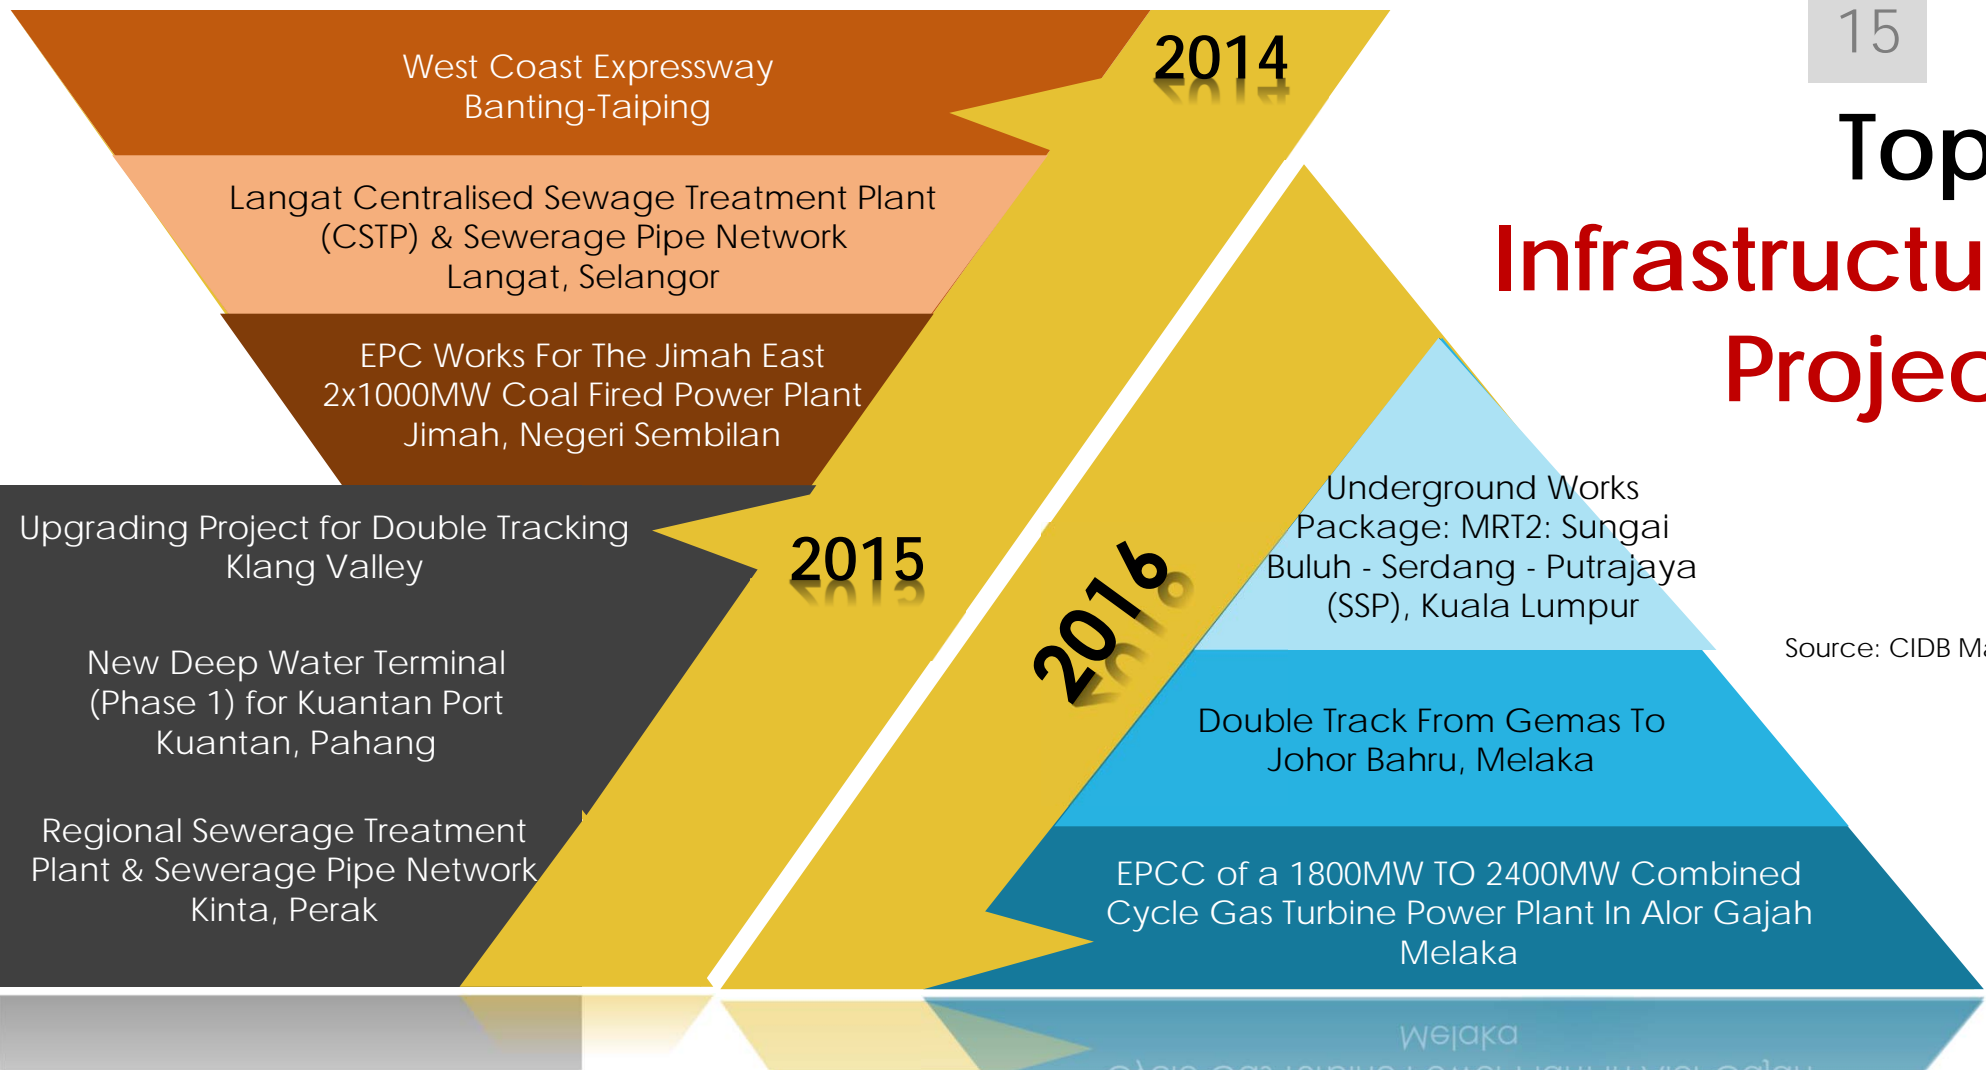 15
Top
Infrastructu
Projec
2014
West Coast Expressway
Banting-Taiping
Langat Centralised Sewage Treatment Plant
(CSTP) & Sewerage Pipe Network
Langat, Selangor
EPC Works For The Jimah East
2x1000MW Coal Fired Power Plant
Jimah, Negeri Sembilan
2015
Upgrading Project for Double Tracking
Klang Valley
New Deep Water Terminal
(Phase 1) for Kuantan Port
Kuantan, Pahang
Regional Sewerage Treatment
Plant & Sewerage Pipe Network
Kinta, Perak
2016
Underground Works
Package: MRT2: Sungai
Buluh - Serdang - Putrajaya
(SSP), Kuala Lumpur
Double Track From Gemas To
Johor Bahru, Melaka
EPCC of a 1800MW TO 2400MW Combined
Cycle Gas Turbine Power Plant In Alor Gajah
Melaka
Source: CIDB Ma